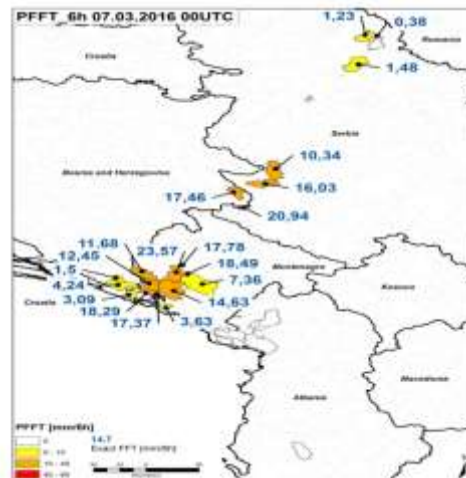 PFFT_6h 07.03.2016 00UTC
1,23
0,38
Croatia
Romania
1,48
Serbia
10,34
Bosnia and Herzegovina
16,03
17,46
20,94
11,68
23,57
17,78
12,45
18,49
1,5
Montenegro
7,36
4,24
Kosovo
Croatia
3,09
14,63
18,29
17,37
3,63
Macedonia
Albania
PFFT [mm/6h]
0
14,7
Exact FFT [mm/6h]